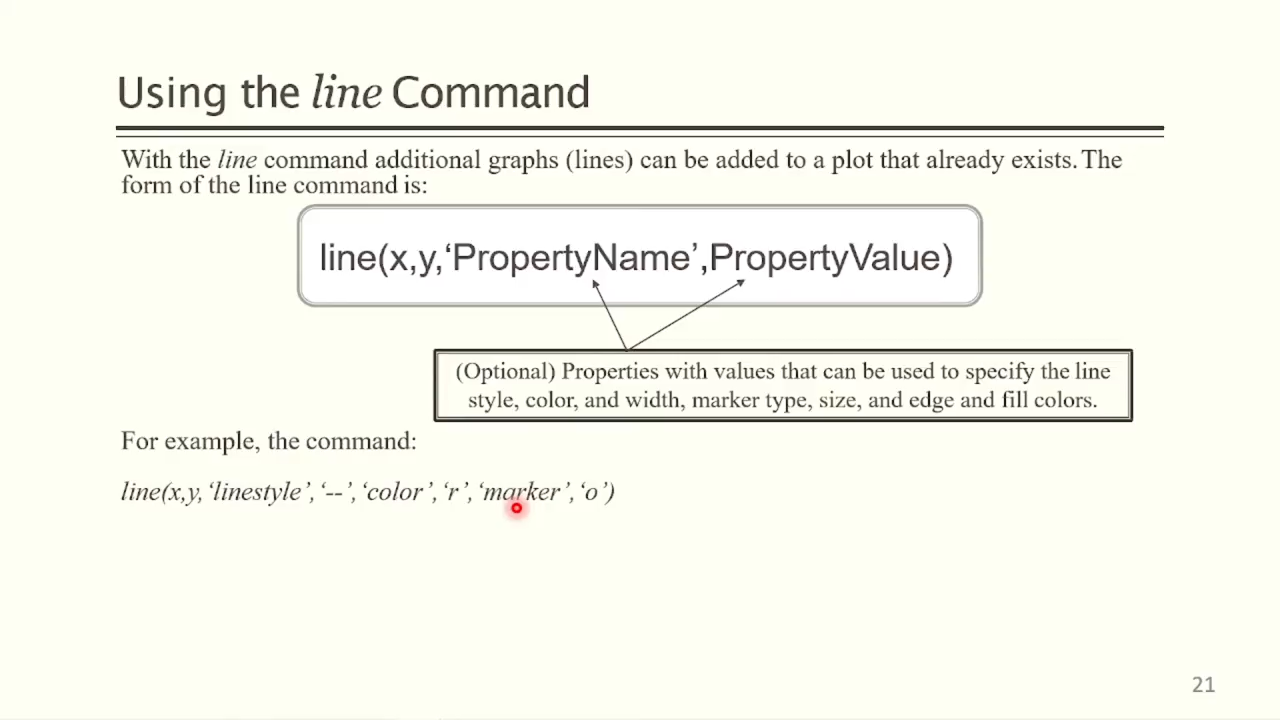 Using the line Command
With the line command additional graphs (lines) can be added to a plot that already exists. The
form of the line command is:
line(x,y,‘PropertyName’,PropertyValue)
(Optional) Properties with values that can be used to specify the line
style, color, and width, marker type, size, and edge and fill colors.
For example, the command:
line(x,y,‘linestyle’,‘--’,‘color’,‘r’,‘marker’,‘o’)
21